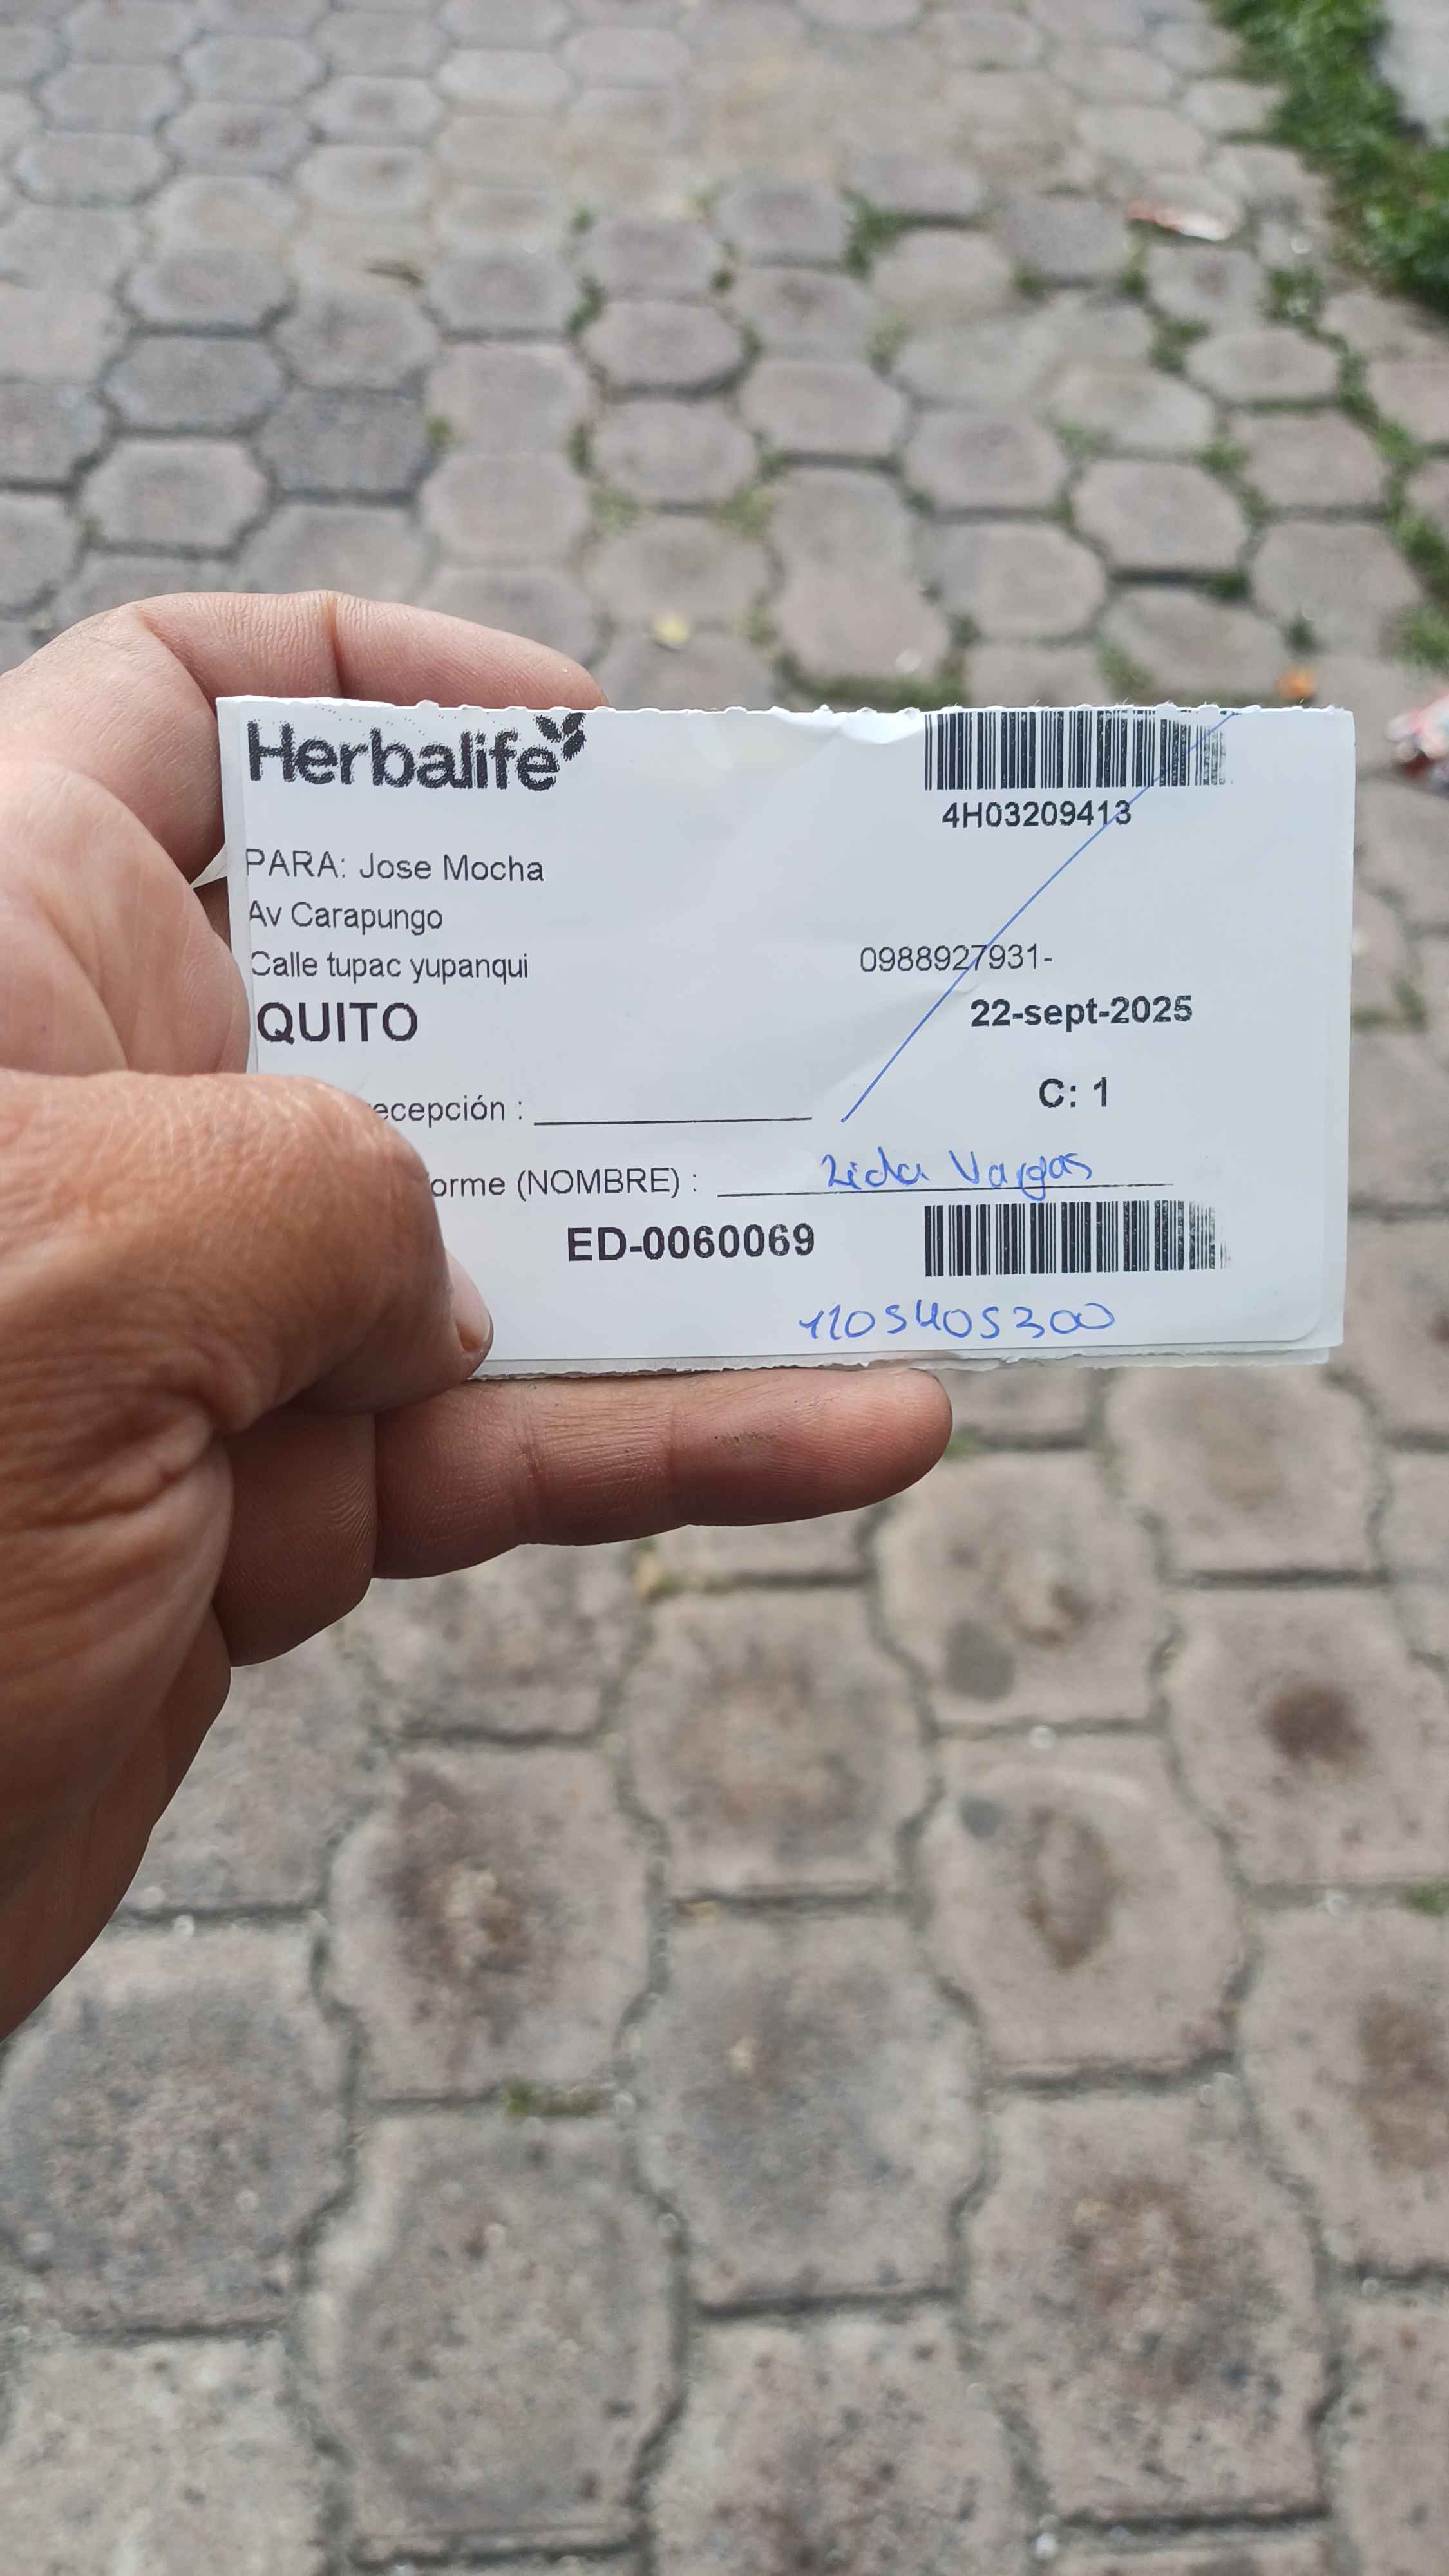 Herbalife
4H03209413
PARA: Jose Mocha
Av Carapungo
Calle tupac yupanqui
0988927931-
QUITO
22-sept-2025
C: 1
ecepción :
orme (NOMBRE) : Lida Vargas
ED-0060069
1105405300